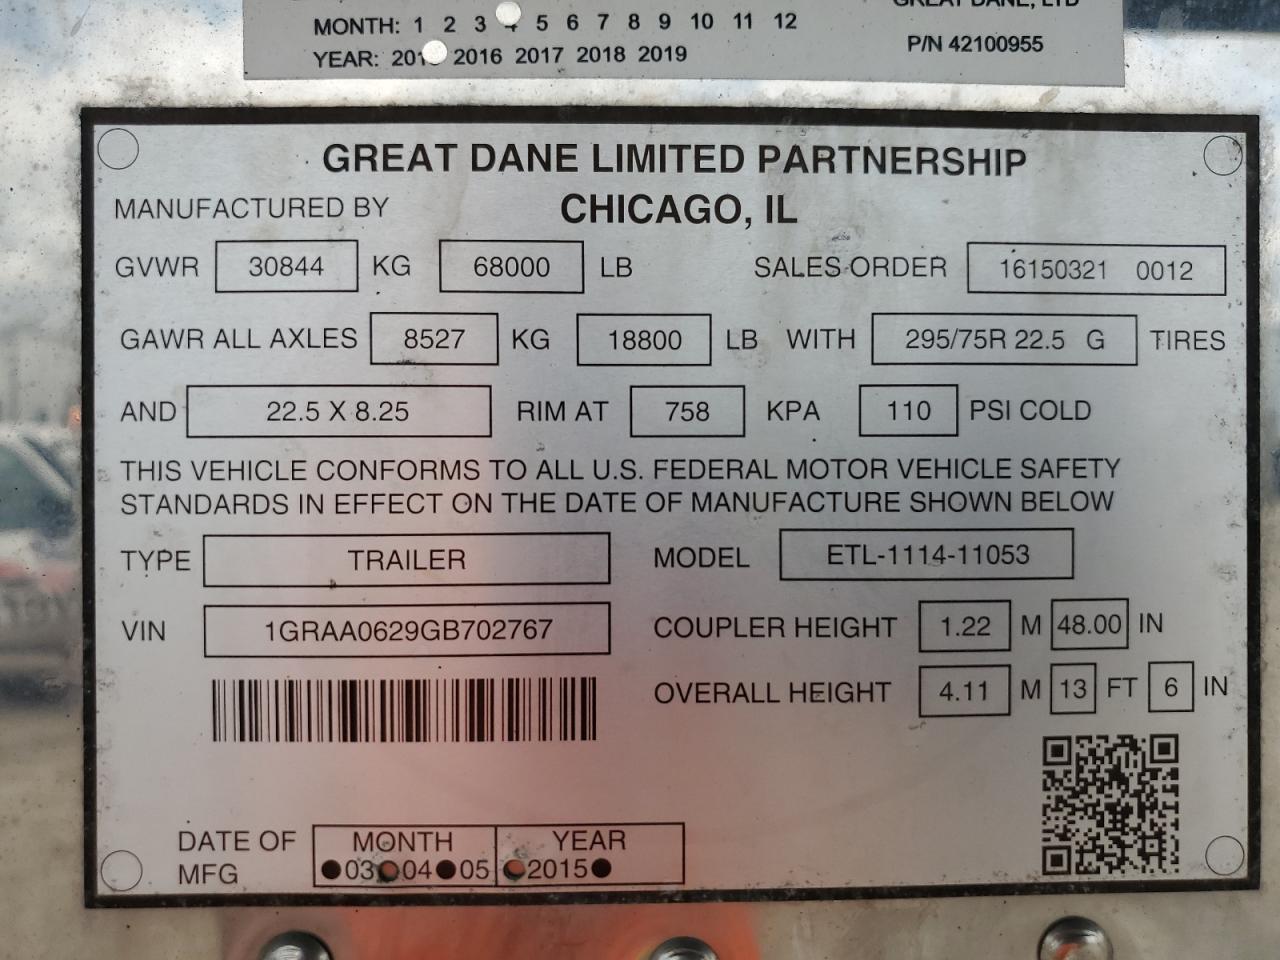 GREAT DANE, LTD
MONTH: 1 2 3 4 5 6 7 8 9 10 11 12
YEAR: 2016 2017 2018 2019
P/N 42100955
GREAT DANE LIMITED PARTNERSHIP
MANUFACTURED BY CHICAGO, IL
GVWR 30844 KG 68000 LB SALES ORDER 16150321 0012
GAWR ALL AXLES 8527 KG 18800 LB WITH 295/75R 22.5 G TIRES
AND 22.5 X 8.25 RIM AT 758 KPA 110 PSI COLD
THIS VEHICLE CONFORMS TO ALL U.S. FEDERAL MOTOR VEHICLE SAFETY
STANDARDS IN EFFECT ON THE DATE OF MANUFACTURE SHOWN BELOW
TYPE TRAILER MODEL ETL-1114-11053
VIN 1GRAA0629GB702767 COUPLER HEIGHT 1.22 M 48.00 IN
OVERALL HEIGHT 4.11 M 13 FT 6 IN
DATE OF MFG MONTH YEAR
03 04 05 2015